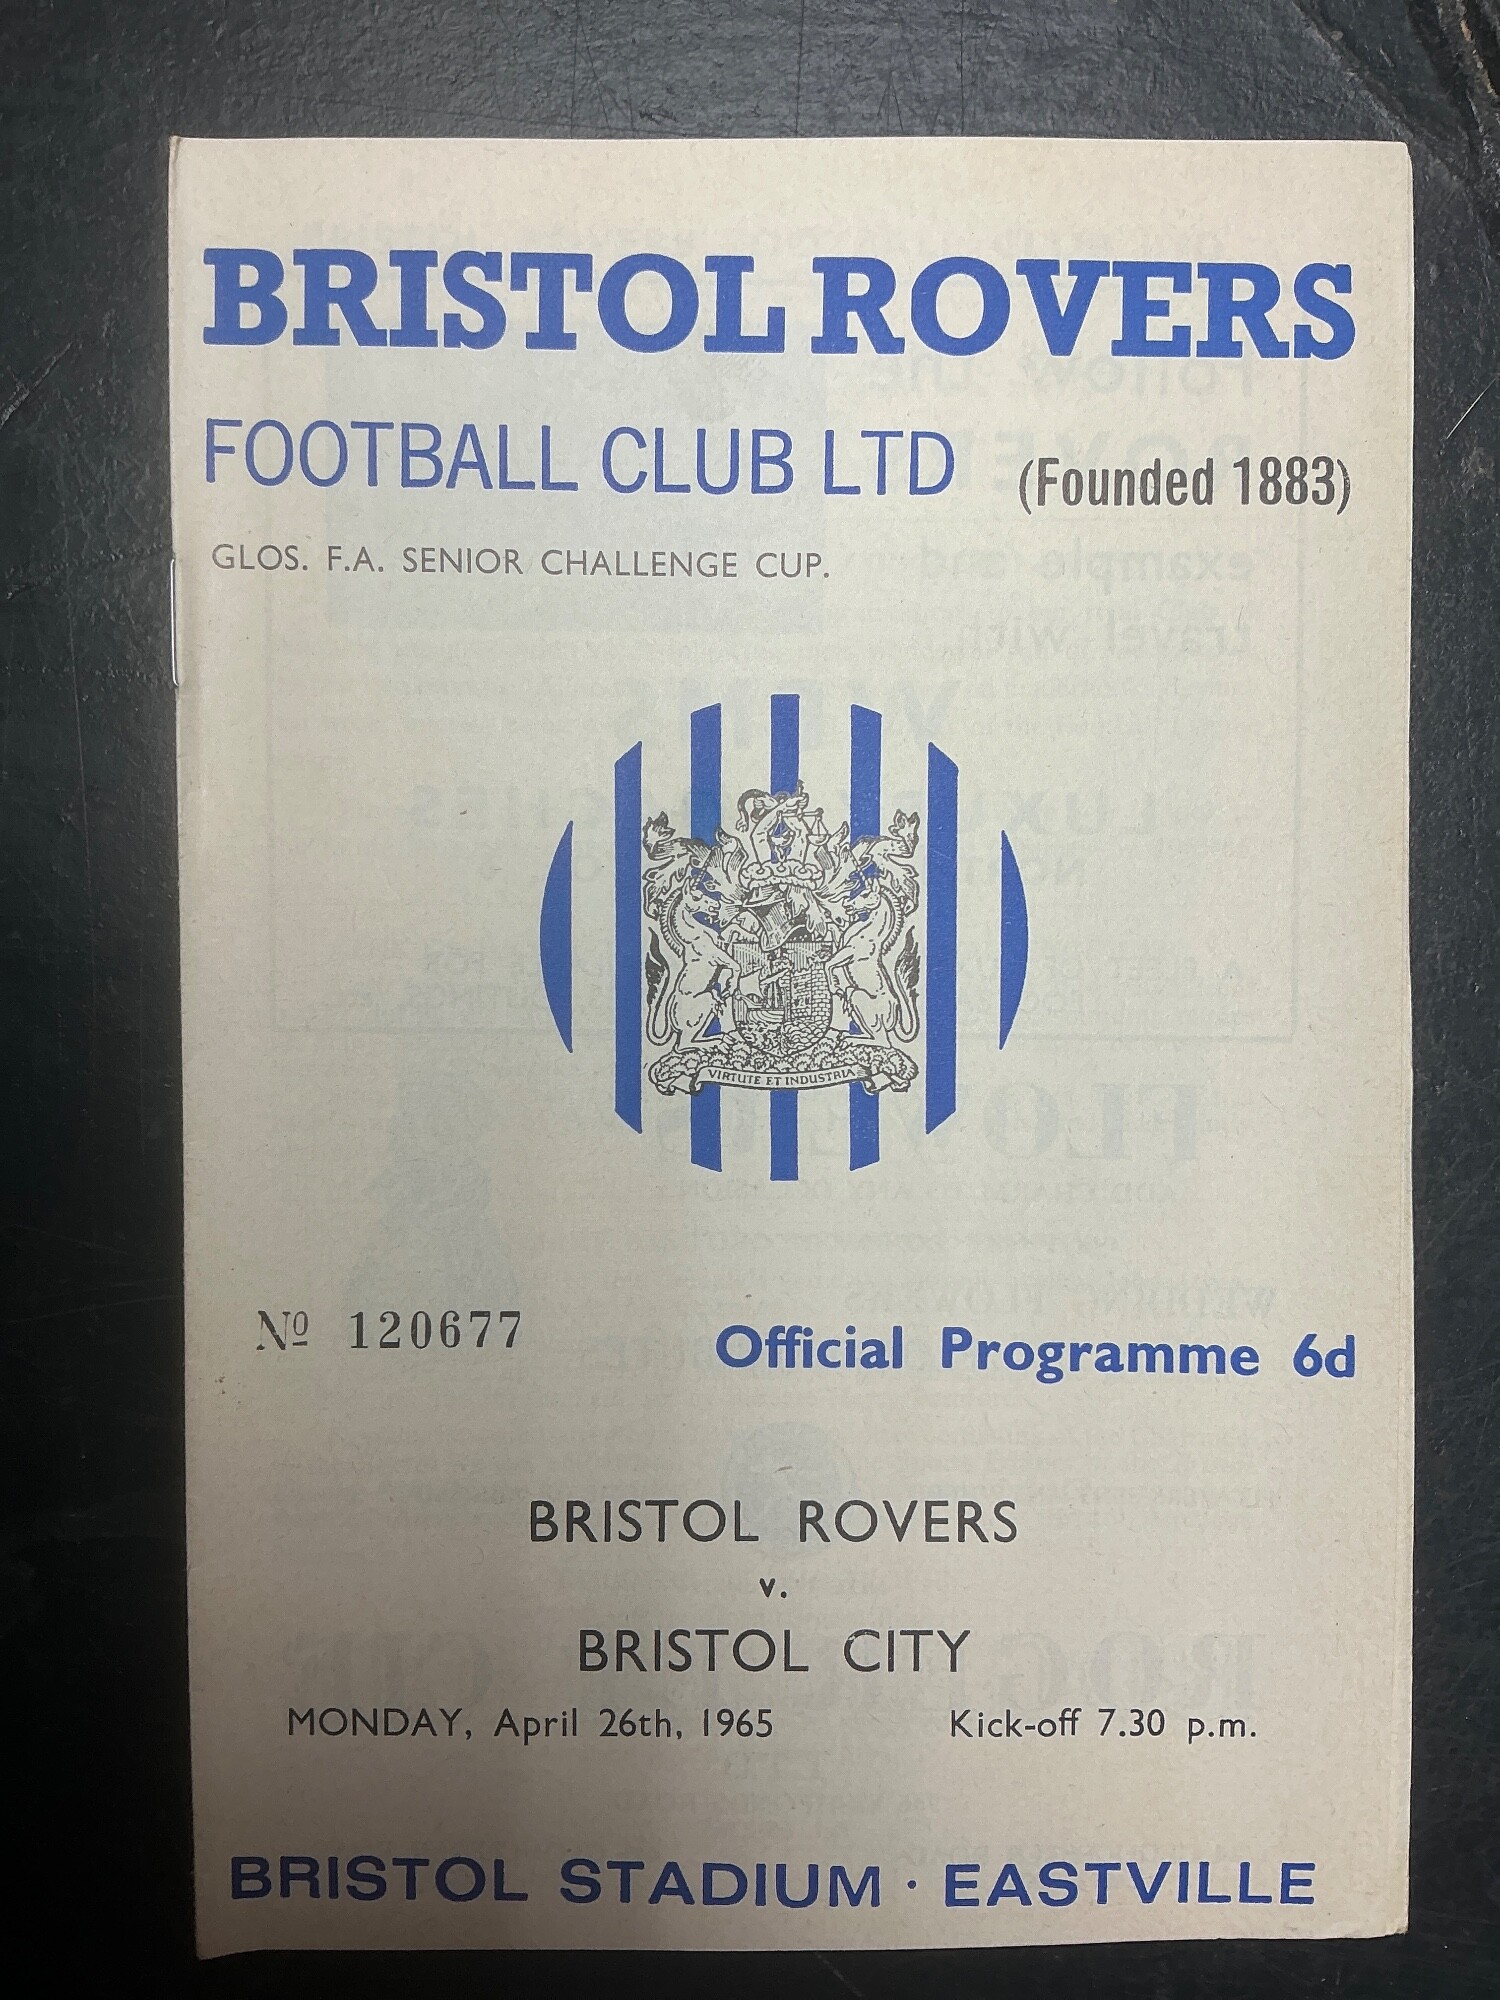 BRISTOL ROVERS
FOOTBALL CLUB LTD (Founded 1883)
GLOS. F.A. SENIOR CHALLENGE CUP.
VIRTUTE ET INDUSTRIA
Nº 120677
Official Programme 6d
BRISTOL ROVERS
v.
BRISTOL CITY
MONDAY, April 26th, 1965 Kick-off 7.30 p.m.
BRISTOL STADIUM · EASTVILLE